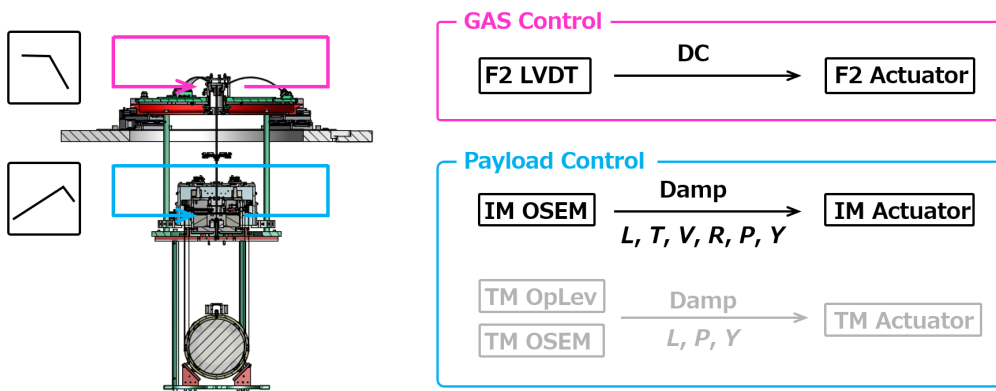 GAS Control
F2 LVDT
DC
F2 Actuator
Payload Control
IM OSEM
Damp
L, T, V, R, P, Y
IM Actuator
TM OpLev
TM OSEM
Damp
L, P, Y
TM Actuator